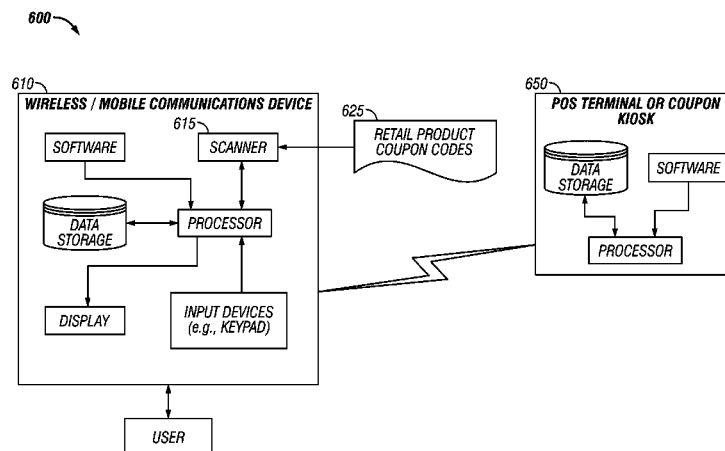 600
610
WIRELESS / MOBILE COMMUNICATIONS DEVICE
615
SOFTWARE
SCANNER
625
RETAIL PRODUCT
COUPON CODES
DATA
STORAGE
PROCESSOR
DISPLAY
INPUT DEVICES
(e.g., KEYPAD)
USER
650
POS TERMINAL OR COUPON
KIOSK
DATA
STORAGE
SOFTWARE
PROCESSOR